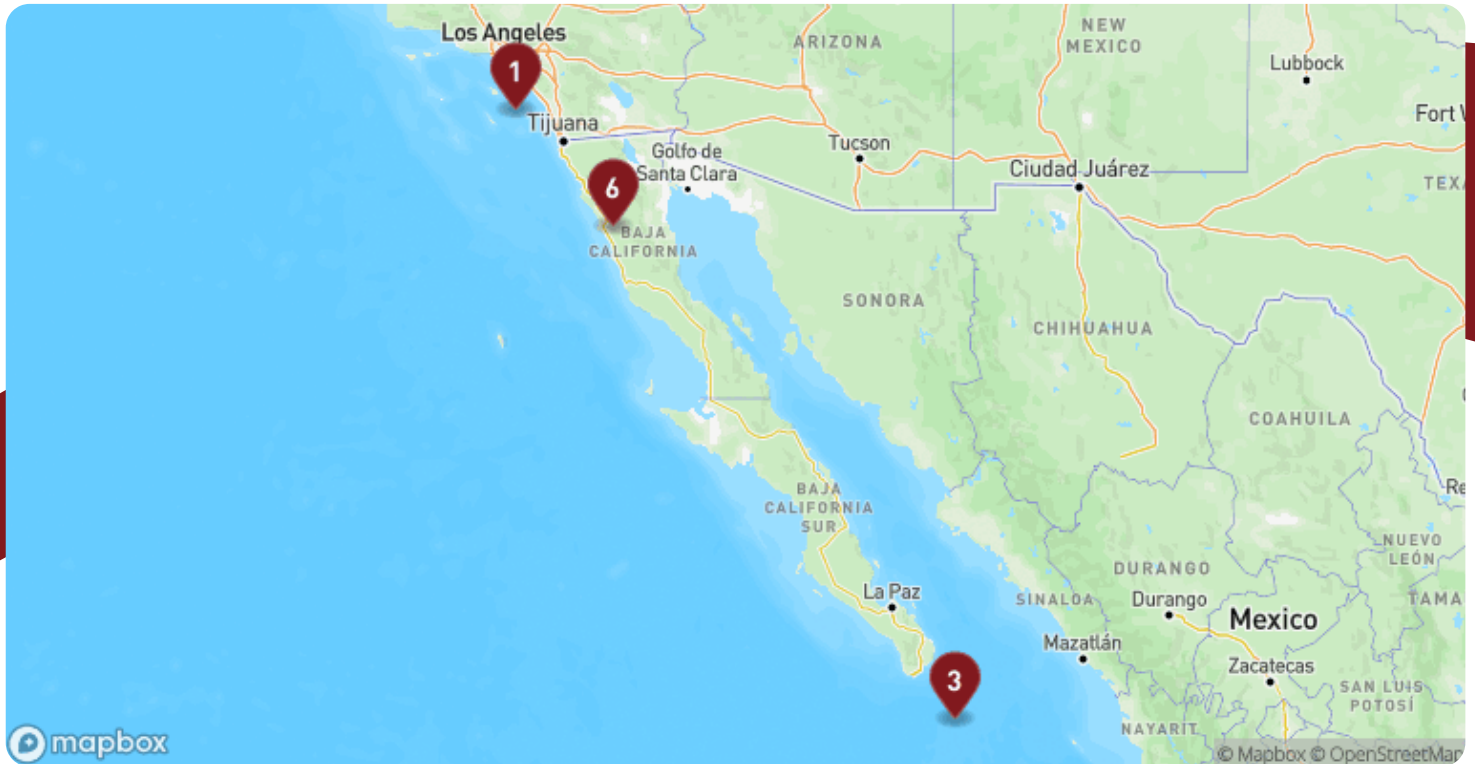 Los Angeles
1
ARIZONA
NEW
MEXICO
Lubbock
Fort
Tijuana
Tucson
Golfo de
Santa Clara
Ciudad Juárez
TEXA
6
BAJA
CALIFORNIA
SONORA
CHIHUAHUA
COAHUILA
BAJA
CALIFORNIA
SUR
Re
NUEVO
LEÓN
DURANGO
La Paz
SINALOA
Durango
Mexico
TAMA
Mazatlán
Zacatecas
3
SAN LUIS
POTOSÍ
NAYARIT
mapbox
© Mapbox © OpenStreetMap